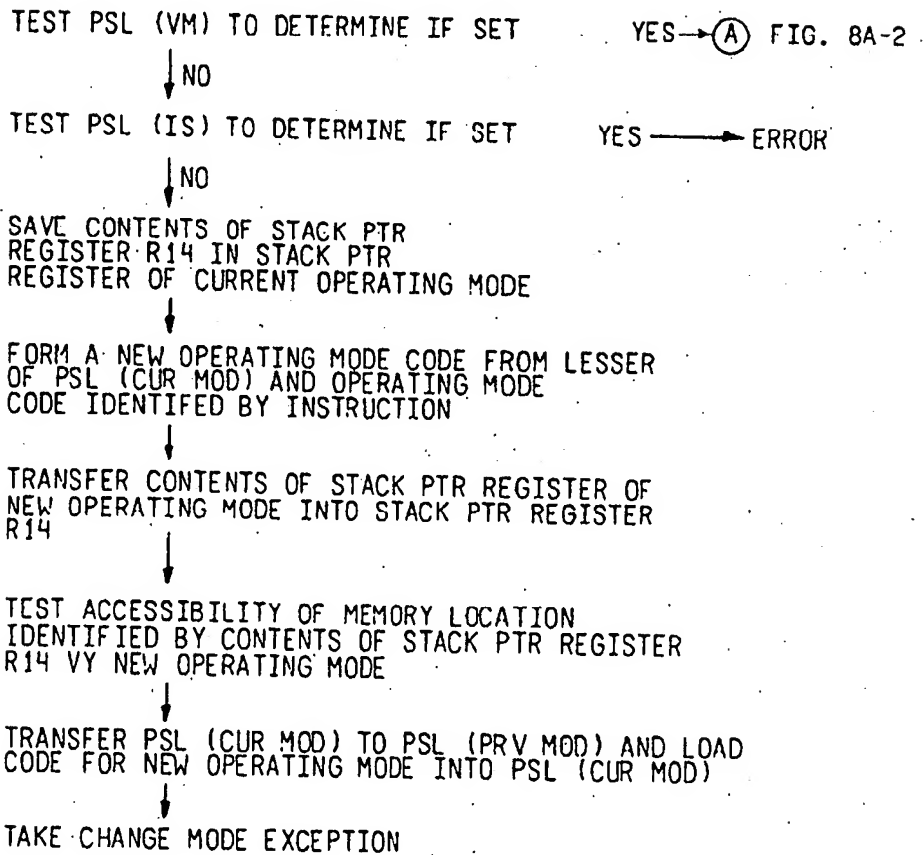 TEST PSL (VM) TO DETERMINE IF SET YES A FIG. 8A-2
NO
TEST PSL (IS) TO DETERMINE IF SET YES ERROR
NO
SAVE CONTENTS OF STACK PTR
REGISTER R14 IN STACK PTR
REGISTER OF CURRENT OPERATING MODE
FORM A NEW OPERATING MODE CODE FROM LESSER
OF PSL (CUR MOD) AND OPERATING MODE
CODE IDENTIFED BY INSTRUCTION
TRANSFER CONTENTS OF STACK PTR REGISTER OF
NEW OPERATING MODE INTO STACK PTR REGISTER
R14
TEST ACCESSIBILITY OF MEMORY LOCATION
IDENTIFIED BY CONTENTS OF STACK PTR REGISTER
R14 VY NEW OPERATING MODE
TRANSFER PSL (CUR MOD) TO PSL (PRV MOD) AND LOAD
CODE FOR NEW OPERATING MODE INTO PSL (CUR MOD)
TAKE CHANGE MODE EXCEPTION